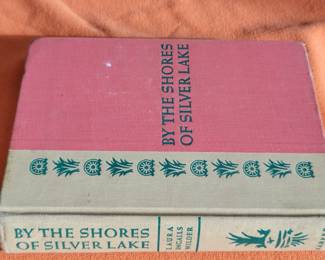 BY THE SHORES
OF SILVER LAKE
BY THE SHORES
OF SILVER LAKE
LAURA
INGALLS
WILDER